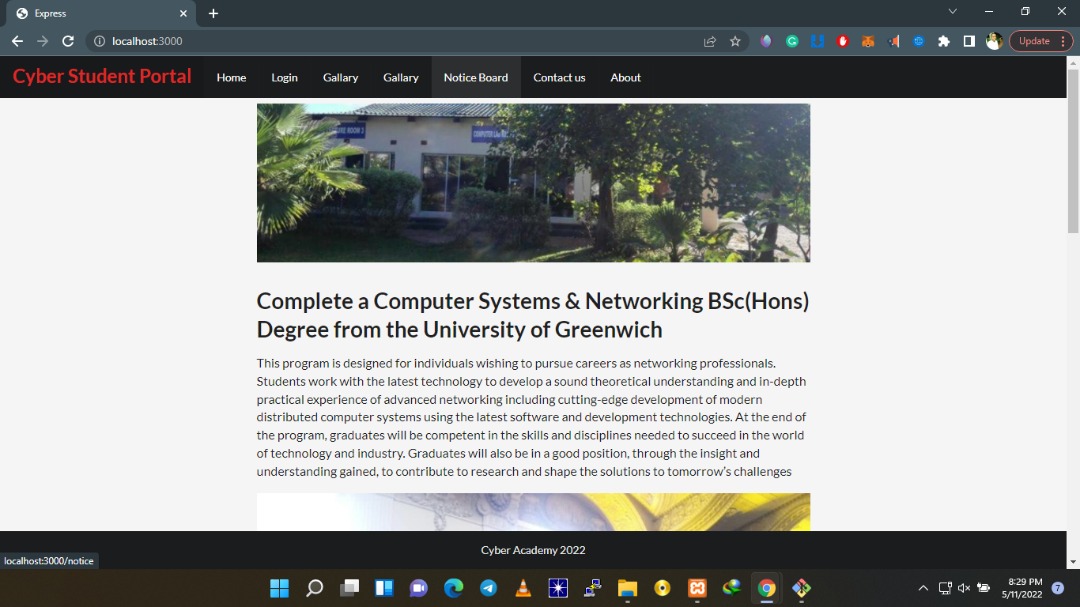 Express
localhost:3000
Update
Cyber Student Portal
Home
Login
Gallary
Gallary
Notice Board
Contact us
About
ROOM 3
COMPUTER
Complete a Computer Systems & Networking BSc(Hons)
Degree from the University of Greenwich
This program is designed for individuals wishing to pursue careers as networking professionals.
Students work with the latest technology to develop a sound theoretical understanding and in-depth
practical experience of advanced networking including cutting-edge development of modern
distributed computer systems using the latest software and development technologies. At the end of
the program, graduates will be competent in the skills and disciplines needed to succeed in the world
of technology and industry. Graduates will also be in a good position, through the insight and
understanding gained, to contribute to research and shape the solutions to tomorrow's challenges
Cyber Academy 2022
localhost:3000/notice
8:29 PM
5/11/2022
7